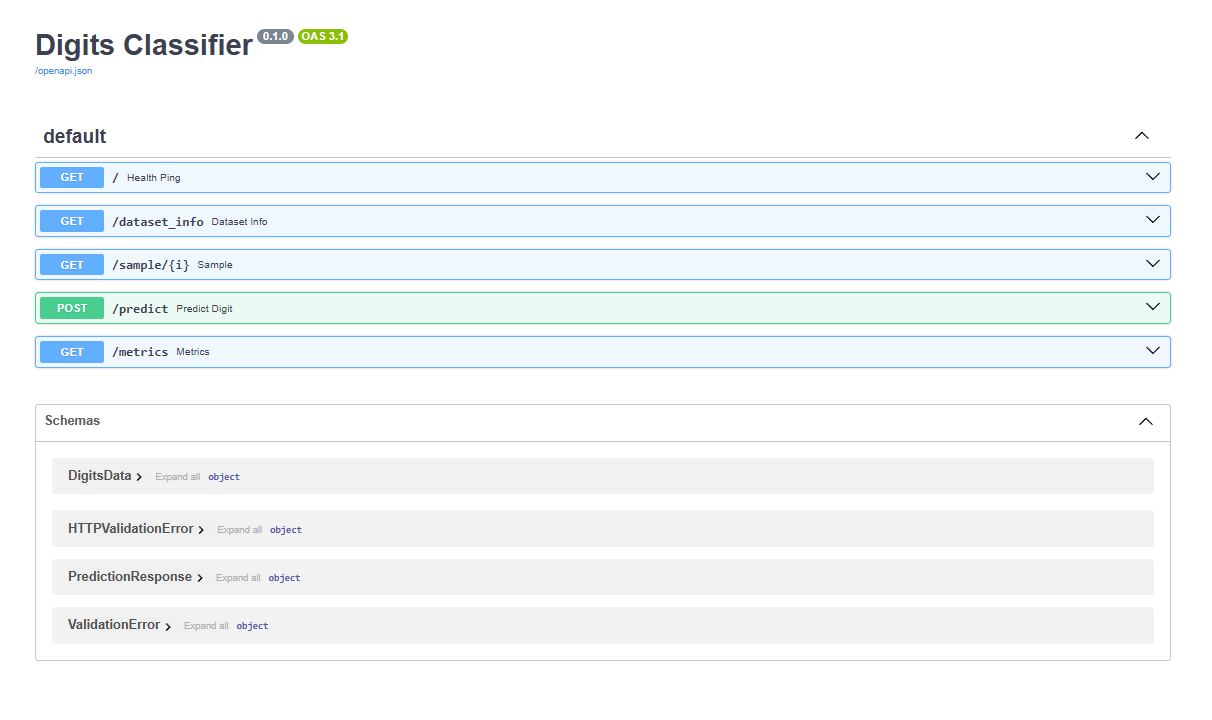 Digits Classifier 0.1.0 OAS 3.1
/openapi.json
default
GET / Health Ping
GET /dataset_info Dataset Info
GET /sample/{i} Sample
POST /predict Predict Digit
GET /metrics Metrics
Schemas
DigitsData Expand all object
HTTPValidationError Expand all object
PredictionResponse Expand all object
ValidationError Expand all object